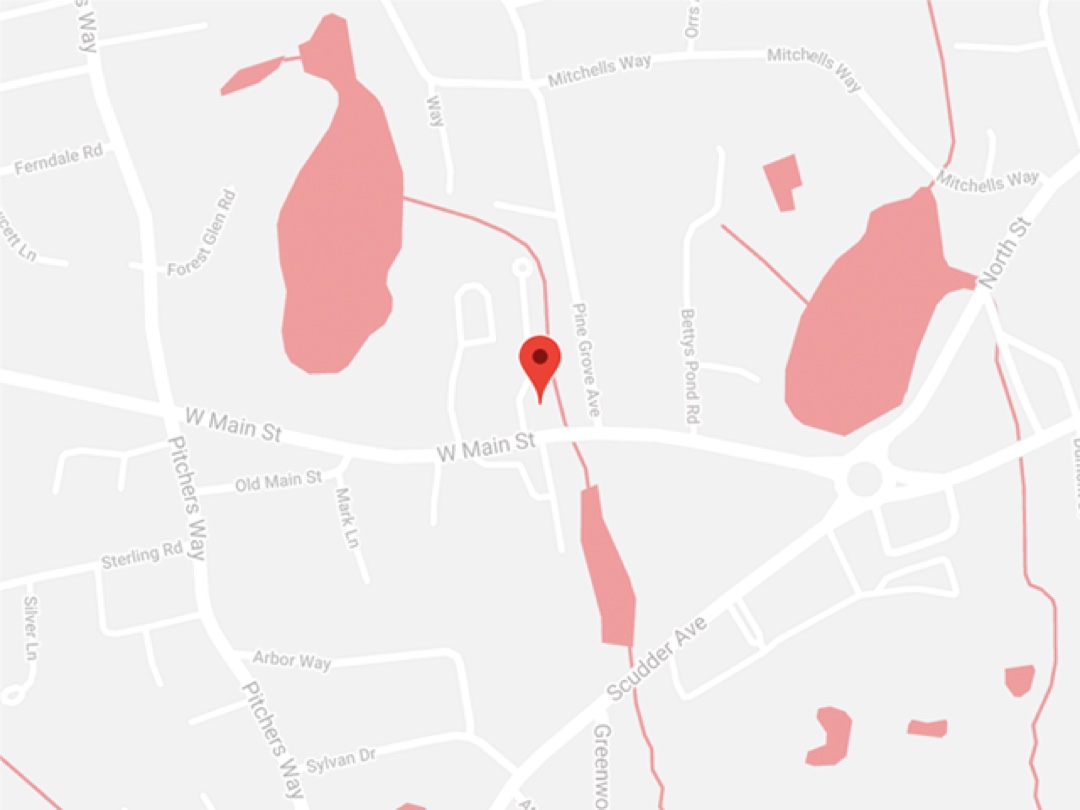 s Way
Orrs
Mitchells Way
Mitchells Way
Way
Ferndale Rd
Mitchells Way
Forest Glen Rd
cett Ln
North St
Pine Grove Ave
Bettys Pond Rd
W Main St
W Main St
Pitchers Way
Old Main St
Mark Ln
Sterling Rd
Silver Ln
Scudder Ave
Arbor Way
Pitchers Way
Sylvan Dr
Greenwo